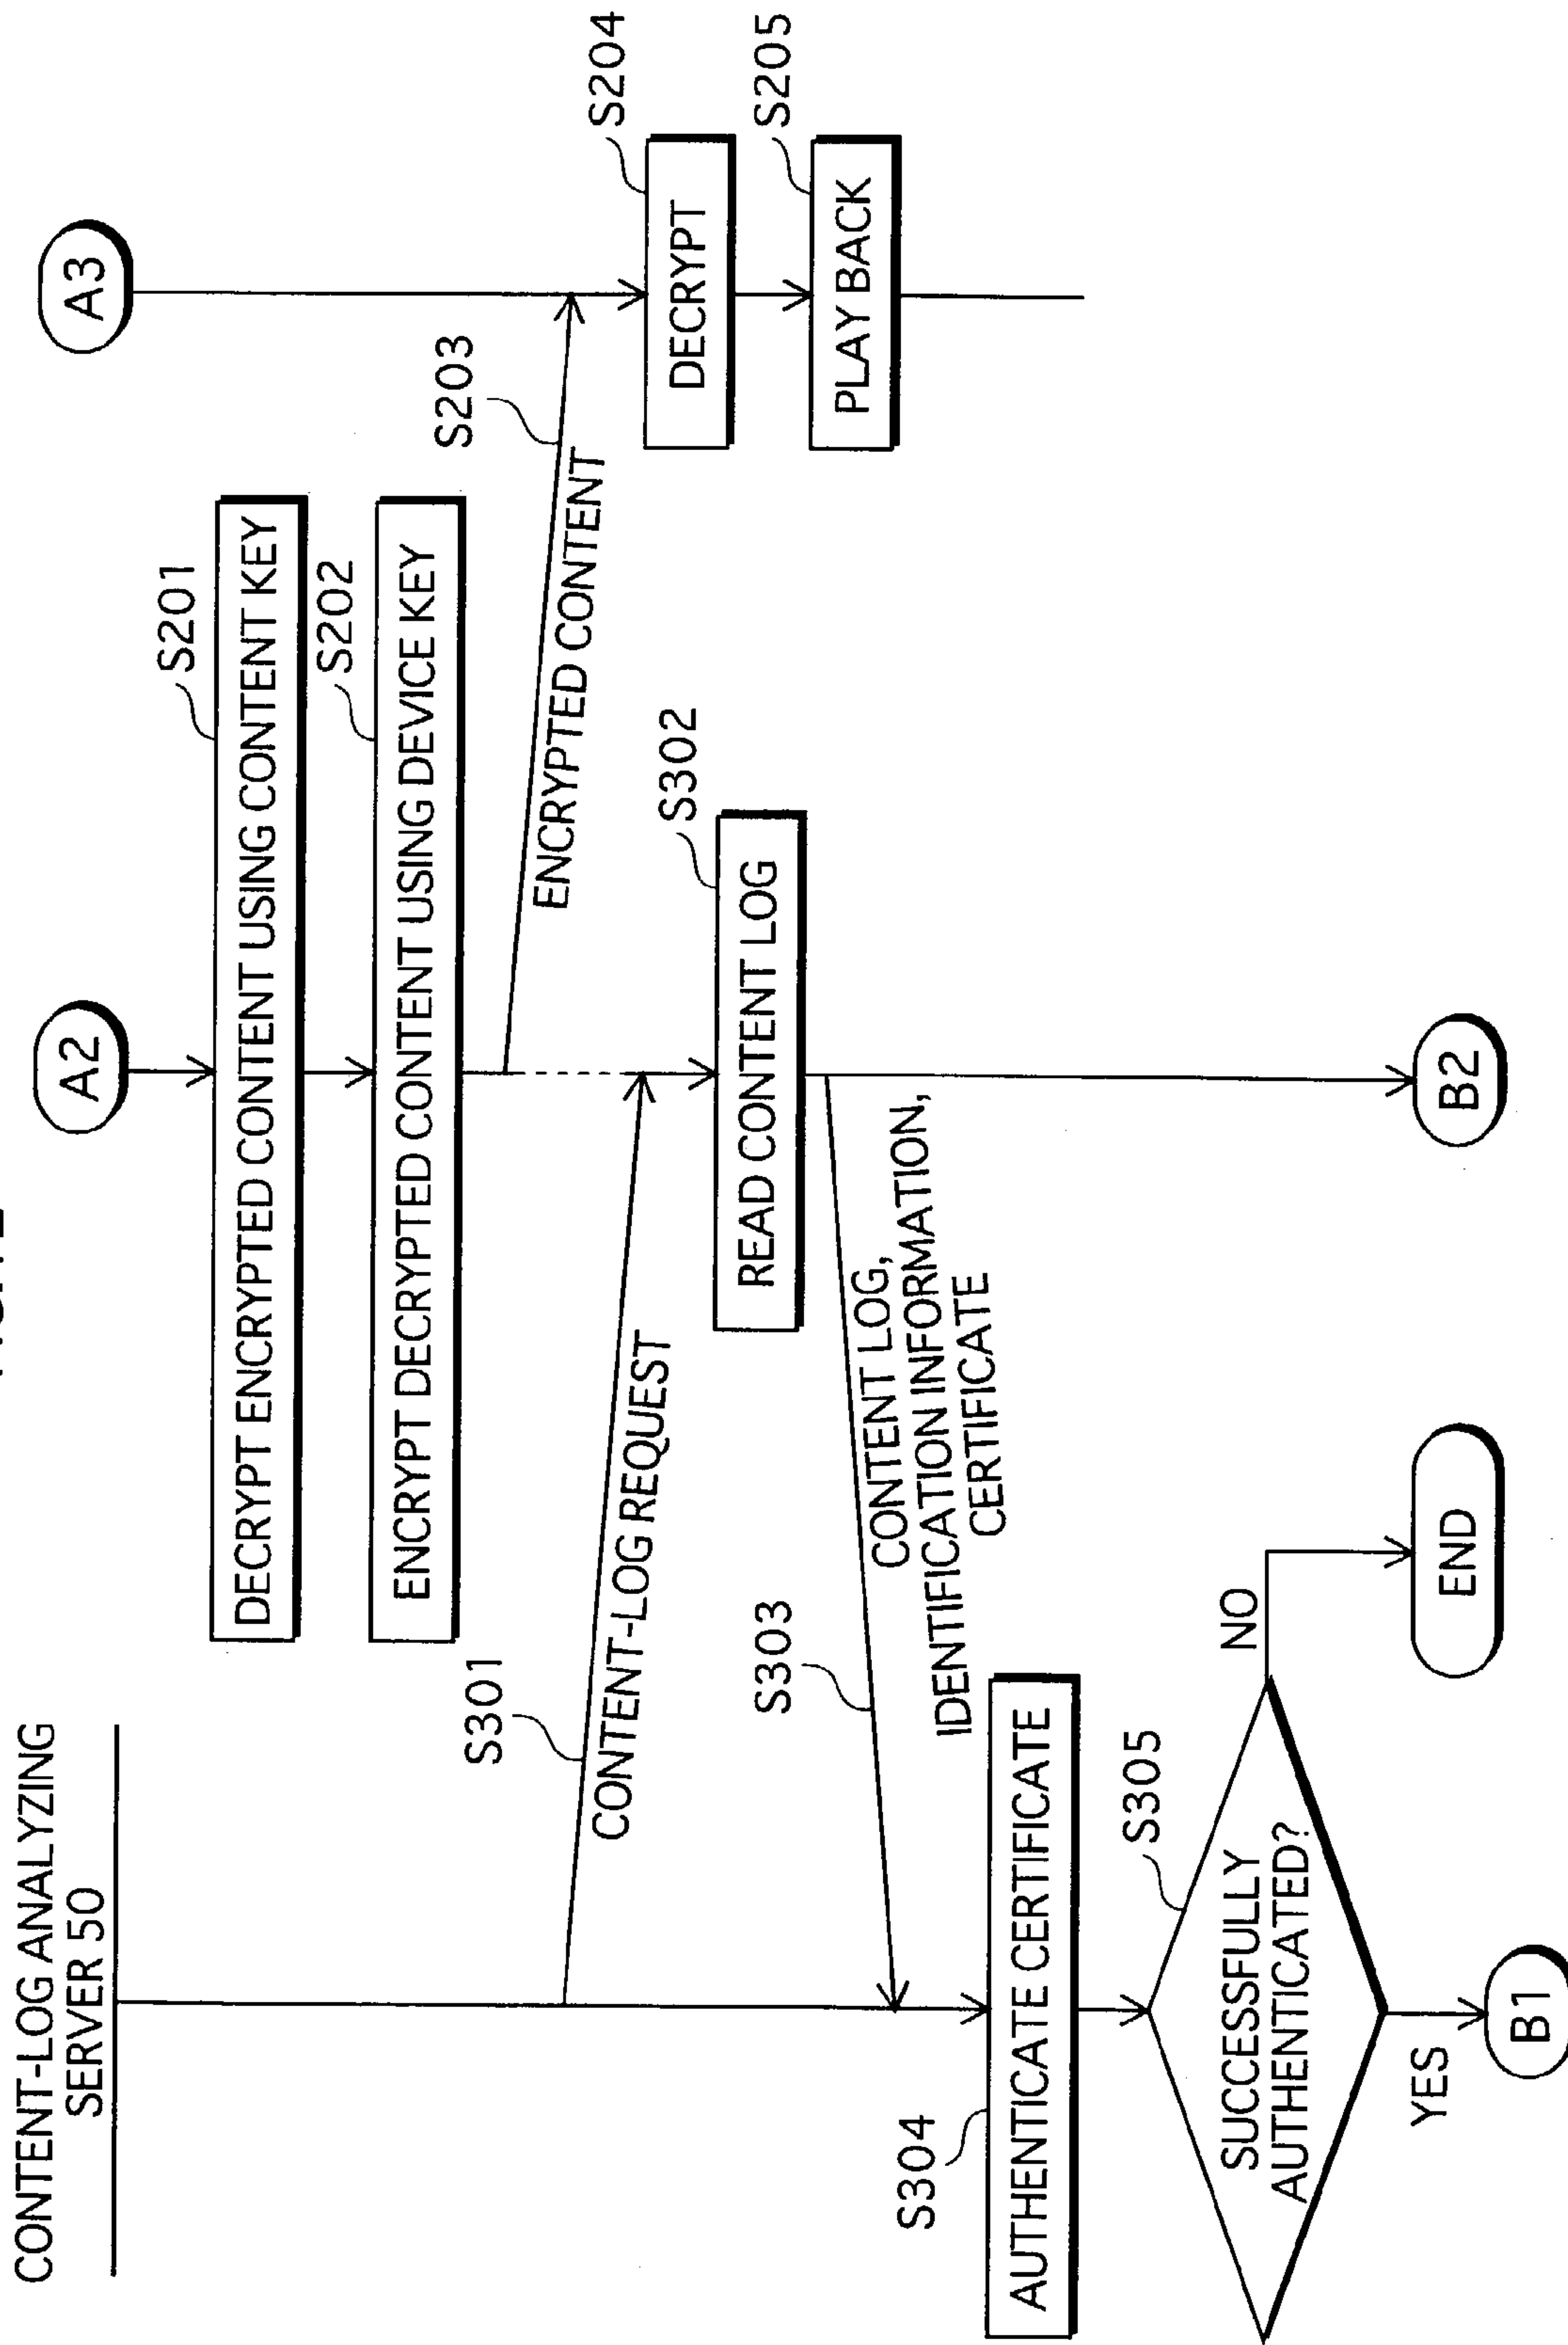 CONTENT-LOG ANALYZING
SERVER 50
A2
A3
S201
DECRYPT ENCRYPTED CONTENT USING CONTENT KEY
S202
ENCRYPT DECRYPTED CONTENT USING DEVICE KEY
S203
ENCRYPTED CONTENT
S204
DECRYPT
S205
PLAY BACK
S301
CONTENT-LOG REQUEST
S302
READ CONTENT LOG
S303
CONTENT LOG,
IDENTIFICATION INFORMATION,
CERTIFICATE
S304
AUTHENTICATE CERTIFICATE
S305
SUCCESSFULLY
AUTHENTICATED?
NO
YES
END
B1
B2